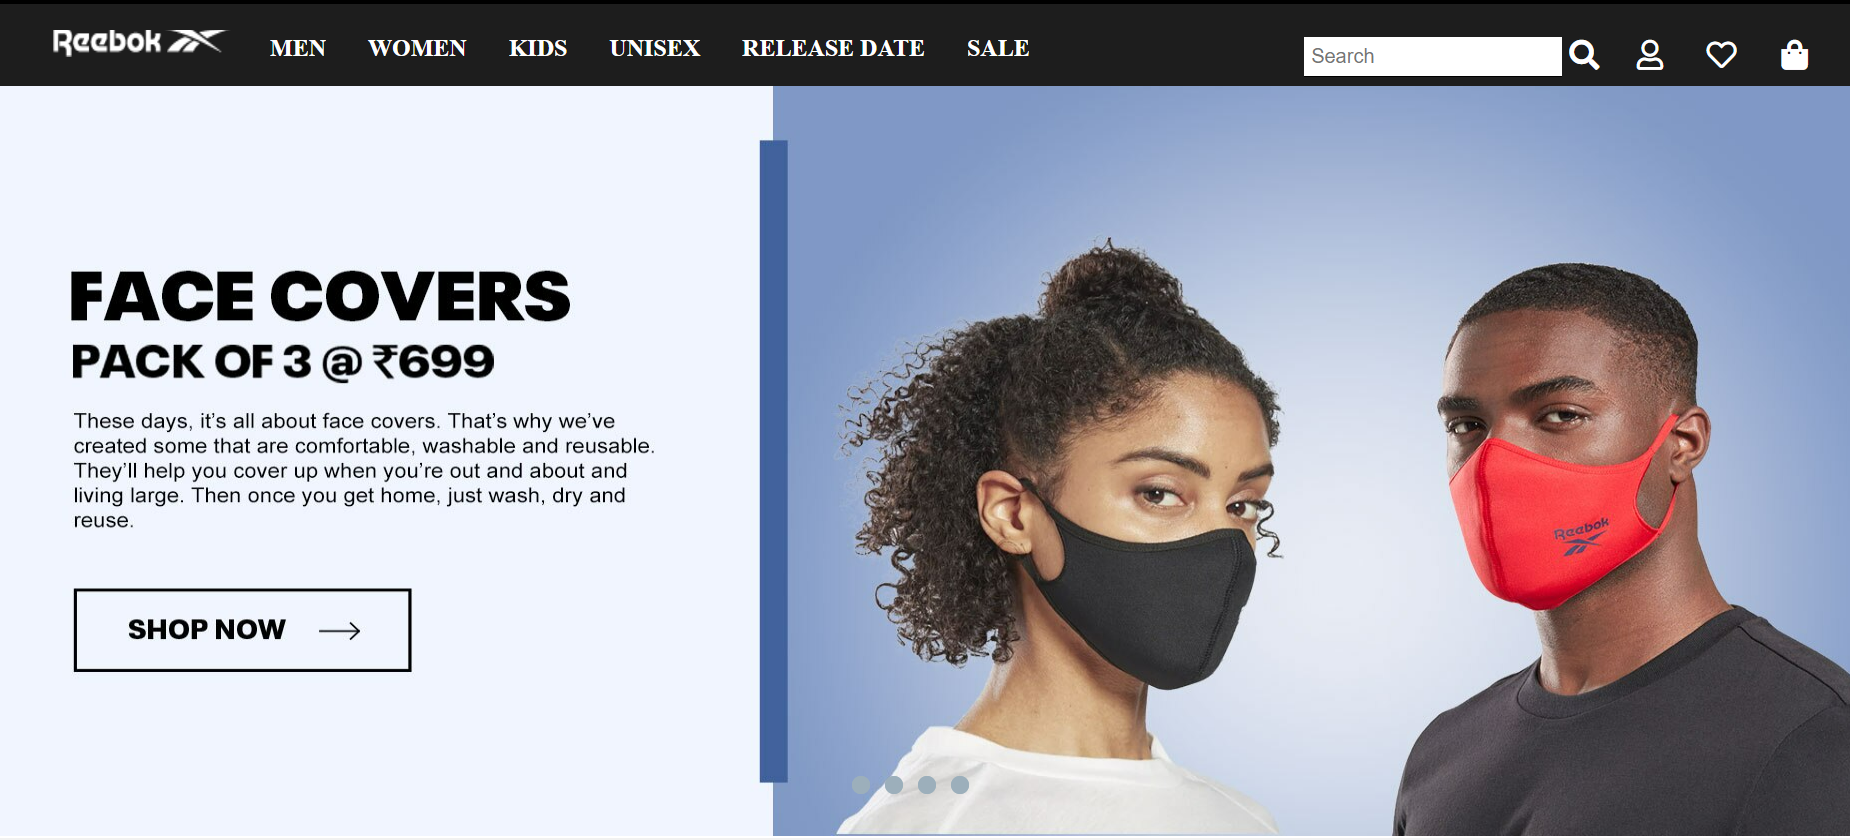 Reebok
MEN WOMEN KIDS UNISEX RELEASE DATE SALE
Search
FACE COVERS
PACK OF 3 @ ₹699
These days, it's all about face covers. That's why we've
created some that are comfortable, washable and reusable.
They'll help you cover up when you're out and about and
living large. Then once you get home, just wash, dry and
reuse.
SHOP NOW
Reebok